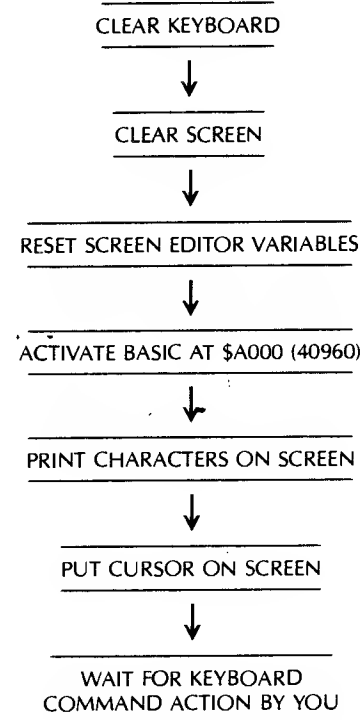 CLEAR KEYBOARD
CLEAR SCREEN
RESET SCREEN EDITOR VARIABLES
ACTIVATE BASIC AT $A000 (40960)
PRINT CHARACTERS ON SCREEN
PUT CURSOR ON SCREEN
WAIT FOR KEYBOARD
COMMAND ACTION BY YOU